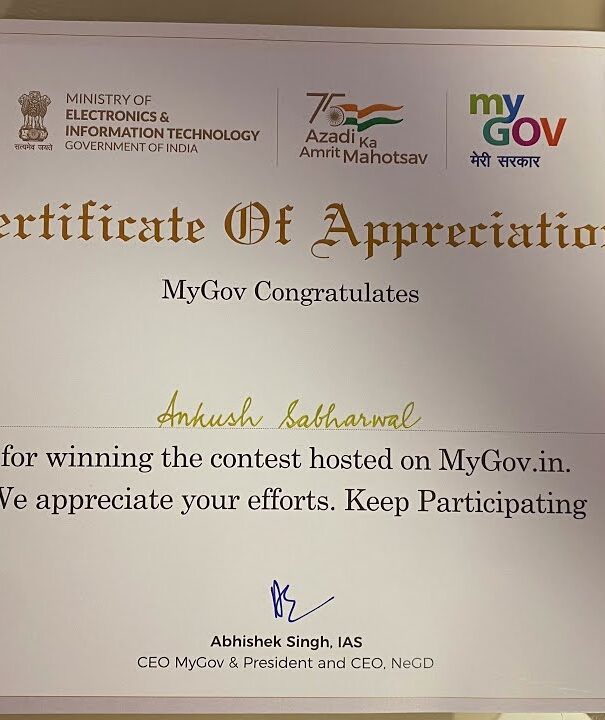 MINISTRY OF
ELECTRONICS &
INFORMATION TECHNOLOGY
GOVERNMENT OF INDIA
सत्यमेव जयते
75
Azadi Ka
Amrit Mahotsav
my
GOV
मेरी सरकार
ertificate Of Appreciatio
MyGov Congratulates
Ankush Sabharwal
for winning the contest hosted on MyGov.in.
We appreciate your efforts. Keep Participating
Abhishek Singh, IAS
CEO MyGov & President and CEO, NeGD